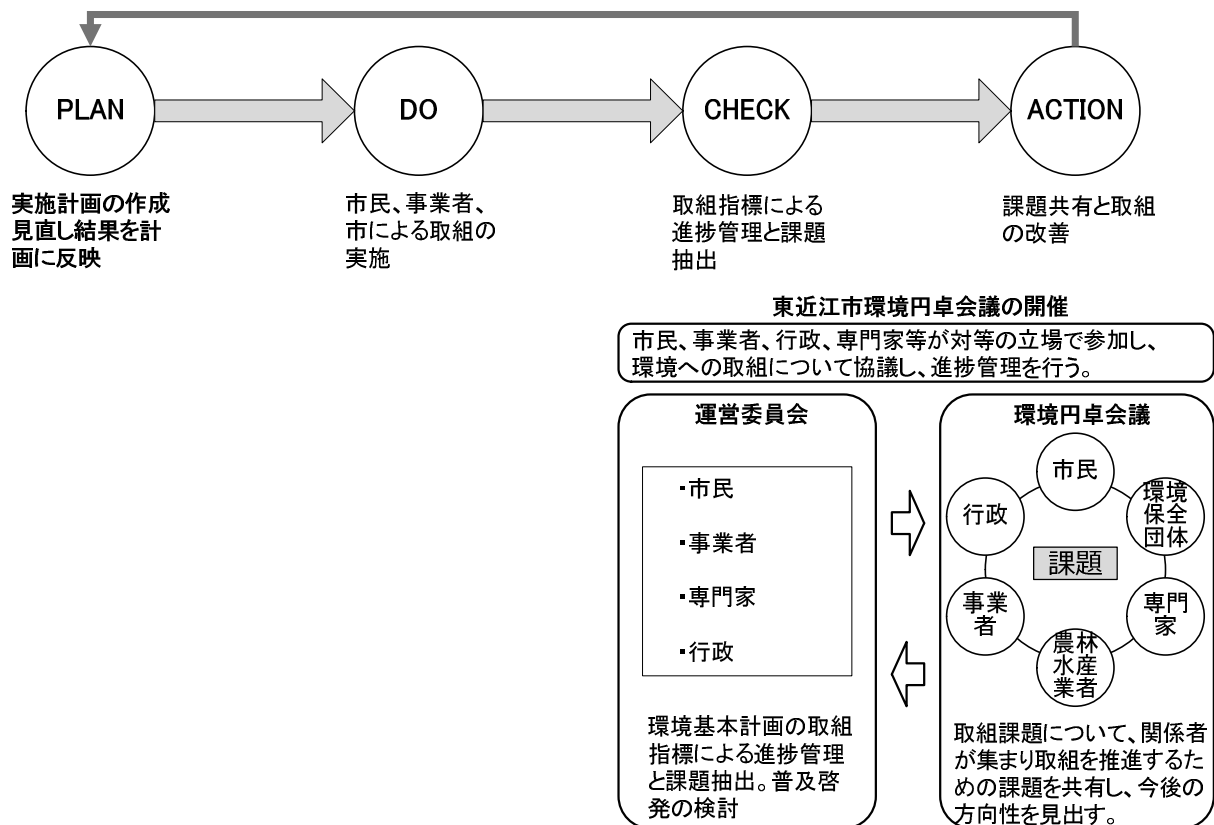 PLAN
DO
CHECK
ACTION
実施計画の作成
見直し結果を計
画に反映
市民、事業者、
市による取組の
実施
取組指標による
進捗管理と課題
抽出
課題共有と取組
の改善
東近江市環境円卓会議の開催
市民、事業者、行政、専門家等が対等の立場で参加し、
環境への取組について協議し、進捗管理を行う。
運営委員会
・市民
・事業者
・専門家
・行政
環境基本計画の取組
指標による進捗管理
と課題抽出。普及啓
発の検討
環境円卓会議
市民
環境
保全
団体
専門
家
農林
水産
業者
事業
者
行政
課題
取組課題について、関係者
が集まり取組を推進するた
めの課題を共有し、今後の
方向性を見出す。